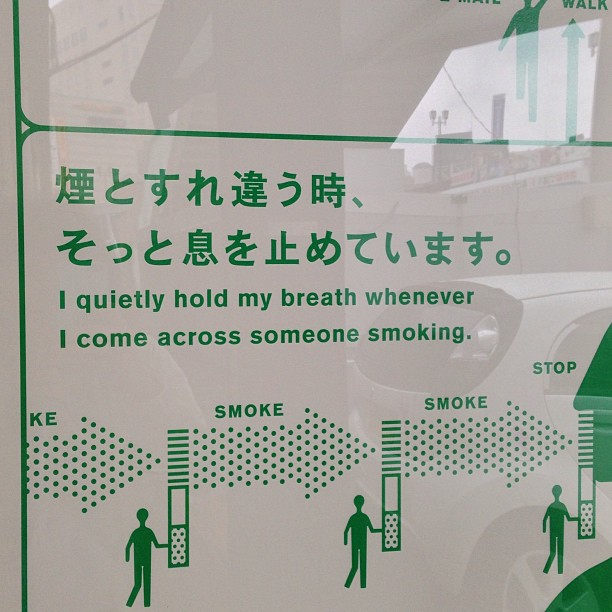 WALK
煙とすれ違う時、
そっと息を止めています。
I quietly hold my breath whenever
I come across someone smoking.
STOP
SMOKE
SMOKE
KE